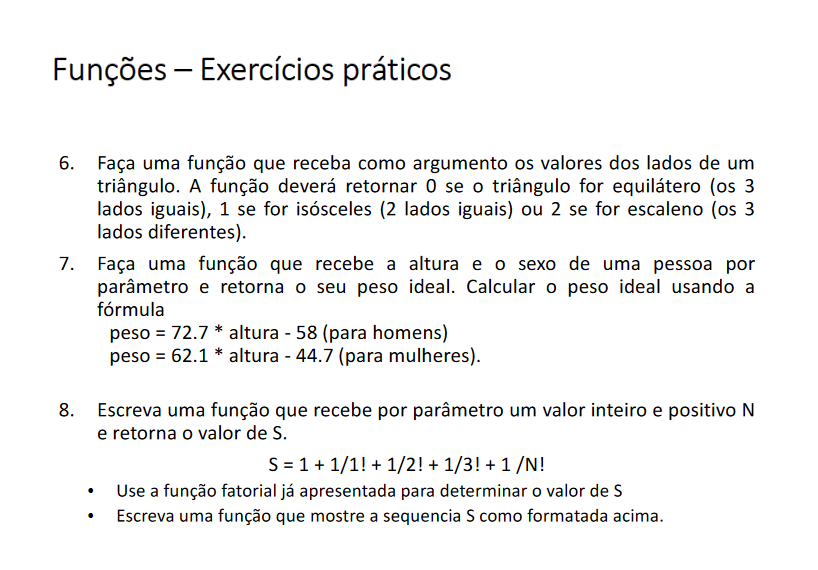 Funções – Exercícios práticos
6. Faça uma função que receba como argumento os valores dos lados de um
triângulo. A função deverá retornar 0 se o triângulo for equilátero (os 3
lados iguais), 1 se for isósceles (2 lados iguais) ou 2 se for escaleno (os 3
lados diferentes).
7. Faça uma função que recebe a altura e o sexo de uma pessoa por
parâmetro e retorna o seu peso ideal. Calcular o peso ideal usando a
fórmula
peso = 72.7 * altura - 58 (para homens)
peso = 62.1 * altura - 44.7 (para mulheres).
8. Escreva uma função que recebe por parâmetro um valor inteiro e positivo N
e retorna o valor de S.
S = 1 + 1/1! + 1/2! + 1/3! + 1 /N!
• Use a função fatorial já apresentada para determinar o valor de S
• Escreva uma função que mostre a sequencia S como formatada acima.